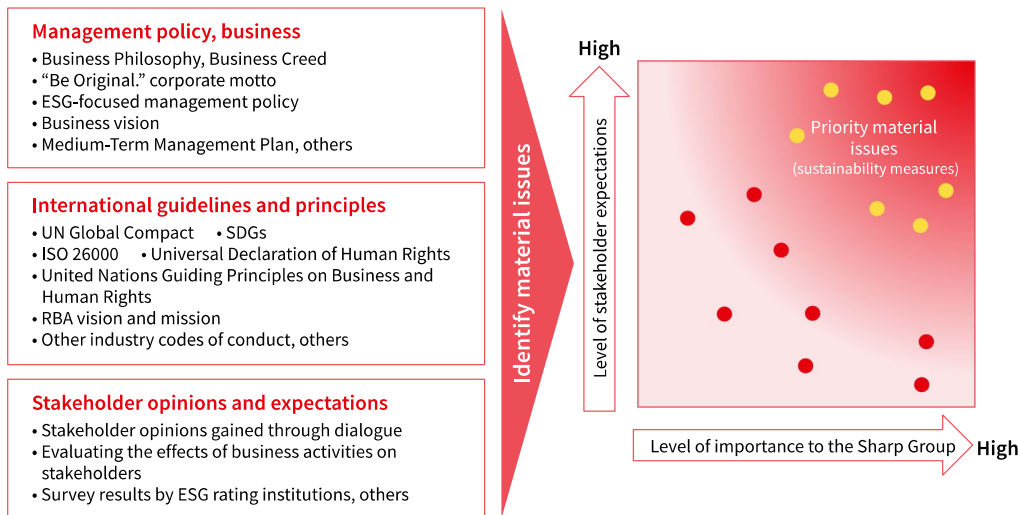 Management policy, business
• Business Philosophy, Business Creed
• “Be Original.” corporate motto
• ESG-focused management policy
• Business vision
• Medium-Term Management Plan, others
International guidelines and principles
• UN Global Compact • SDGs
• ISO 26000 • Universal Declaration of Human Rights
• United Nations Guiding Principles on Business and
Human Rights
• RBA vision and mission
• Other industry codes of conduct, others
Stakeholder opinions and expectations
• Stakeholder opinions gained through dialogue
• Evaluating the effects of business activities on
stakeholders
• Survey results by ESG rating institutions, others
Identify material issues
High
Level of stakeholder expectations
Priority material
issues
(sustainability measures)
Level of importance to the Sharp Group
High